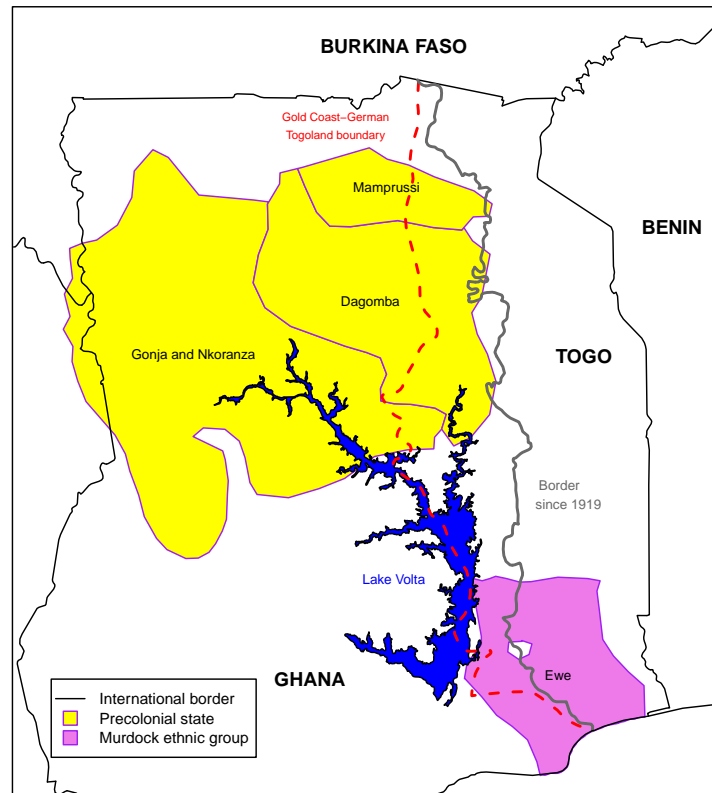 BURKINA FASO
Gold Coast−German
Togoland boundary
Mamprussi
BENIN
Dagomba
Gonja and Nkoranza
TOGO
Border
since 1919
Lake Volta
Ewe
GHANA
International border
Precolonial state
Murdock ethnic group